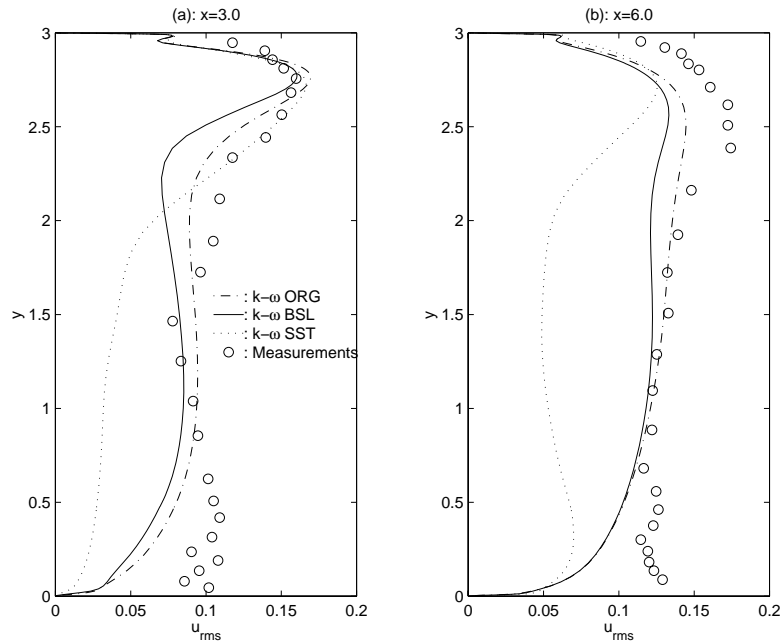 (a): x=3.0
3
2.5
2
1.5
1
0.5
0
0
0.05
0.1
0.15
0.2
y
u_rms
: k−ω ORG
: k−ω BSL
: k−ω SST
: Measurements
(b): x=6.0
3
2.5
2
1.5
1
0.5
0
0
0.05
0.1
0.15
0.2
y
u_rms